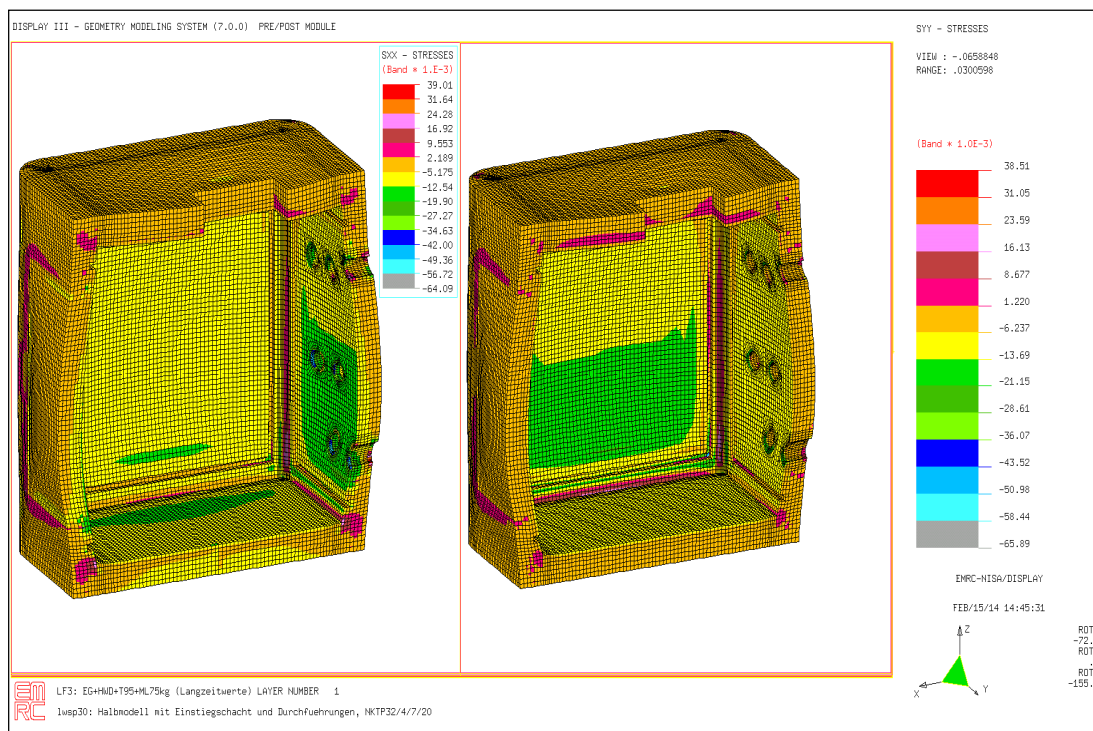 DISPLAY III - GEOMETRY MODELING SYSTEM (7.0.0) PRE/POST MODULE
SXX - STRESSES
(Band * 1.E-3)
39.01
31.64
24.28
16.92
9.553
2.189
-5.175
-12.54
-19.90
-27.27
-34.63
-42.00
-49.36
-56.72
-64.09
SYY - STRESSES
VIEW : -.0658848
RANGE: .0300598
(Band * 1.0E-3)
38.51
31.05
23.59
16.13
8.677
1.220
-6.237
-13.69
-21.15
-28.61
-36.07
-43.52
-50.98
-58.44
-65.89
EMRC-NISA/DISPLAY
FEB/15/14 14:45:31
Z
X
Y
ROT
-72.
ROT
.
ROT
-155.
EMRC
LF3: EG+HWD+T95+ML75kg (Langzeitwerte) LAYER NUMBER 1
lwsp30: Halbmodell mit Einstiegschacht und Durchfuehrungen, NKTP32/4/7/20